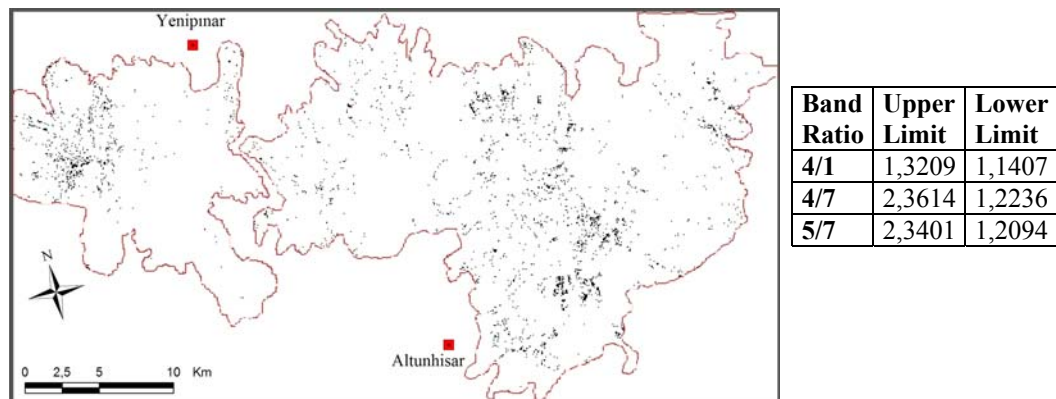 Yenipınar
N
Altunhisar
0 2,5 5 10 Km
Band Ratio Upper Limit Lower Limit
4/1 1,3209 1,1407
4/7 2,3614 1,2236
5/7 2,3401 1,2094